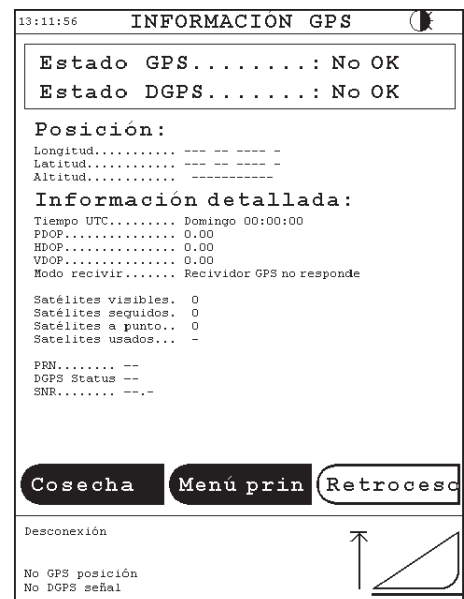 13:11:56 INFORMACIÓN GPS
Estado GPS........: No OK
Estado DGPS.......: No OK
Posición:
Longitud........... --- -- ---- -
Latitud............ --- -- ---- -
Altitud............ -----------
Información detallada:
Tiempo UTC......... Domingo 00:00:00
PDOP............... 0.00
HDOP............... 0.00
VDOP............... 0.00
Modo recivir....... Recividor GPS no responde
Satélites visibles. 0
Satélites seguidos. 0
Satélites a punto.. 0
Satelites usados... -
PRN........ --
DGPS Status --
SNR........ --.-
Cosecha Menú prin Retroceso
Desconexión
No GPS posición
No DGPS señal